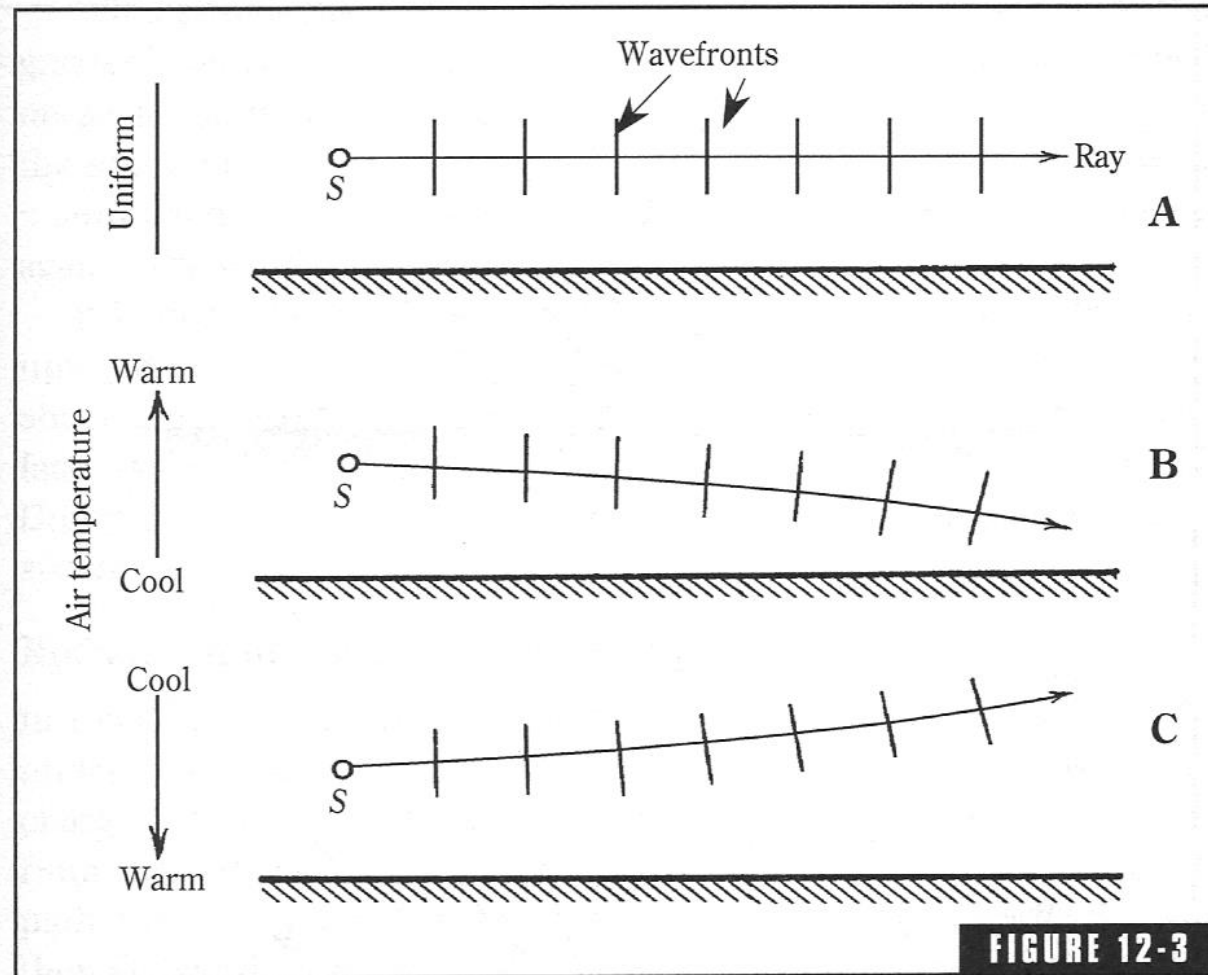 Wavefronts
Uniform
S
Ray
A
Air temperature
Warm
S
B
Cool
Cool
S
C
Warm
FIGURE 12-3